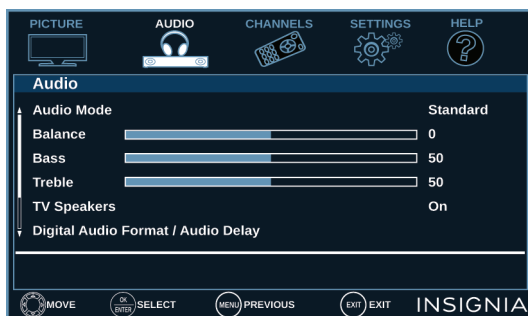 PICTURE AUDIO CHANNELS SETTINGS HELP
Audio
Audio Mode Standard
Balance 0
Bass 50
Treble 50
TV Speakers On
Digital Audio Format / Audio Delay
MOVE OK ENTER SELECT MENU PREVIOUS EXIT EXIT INSIGNIA